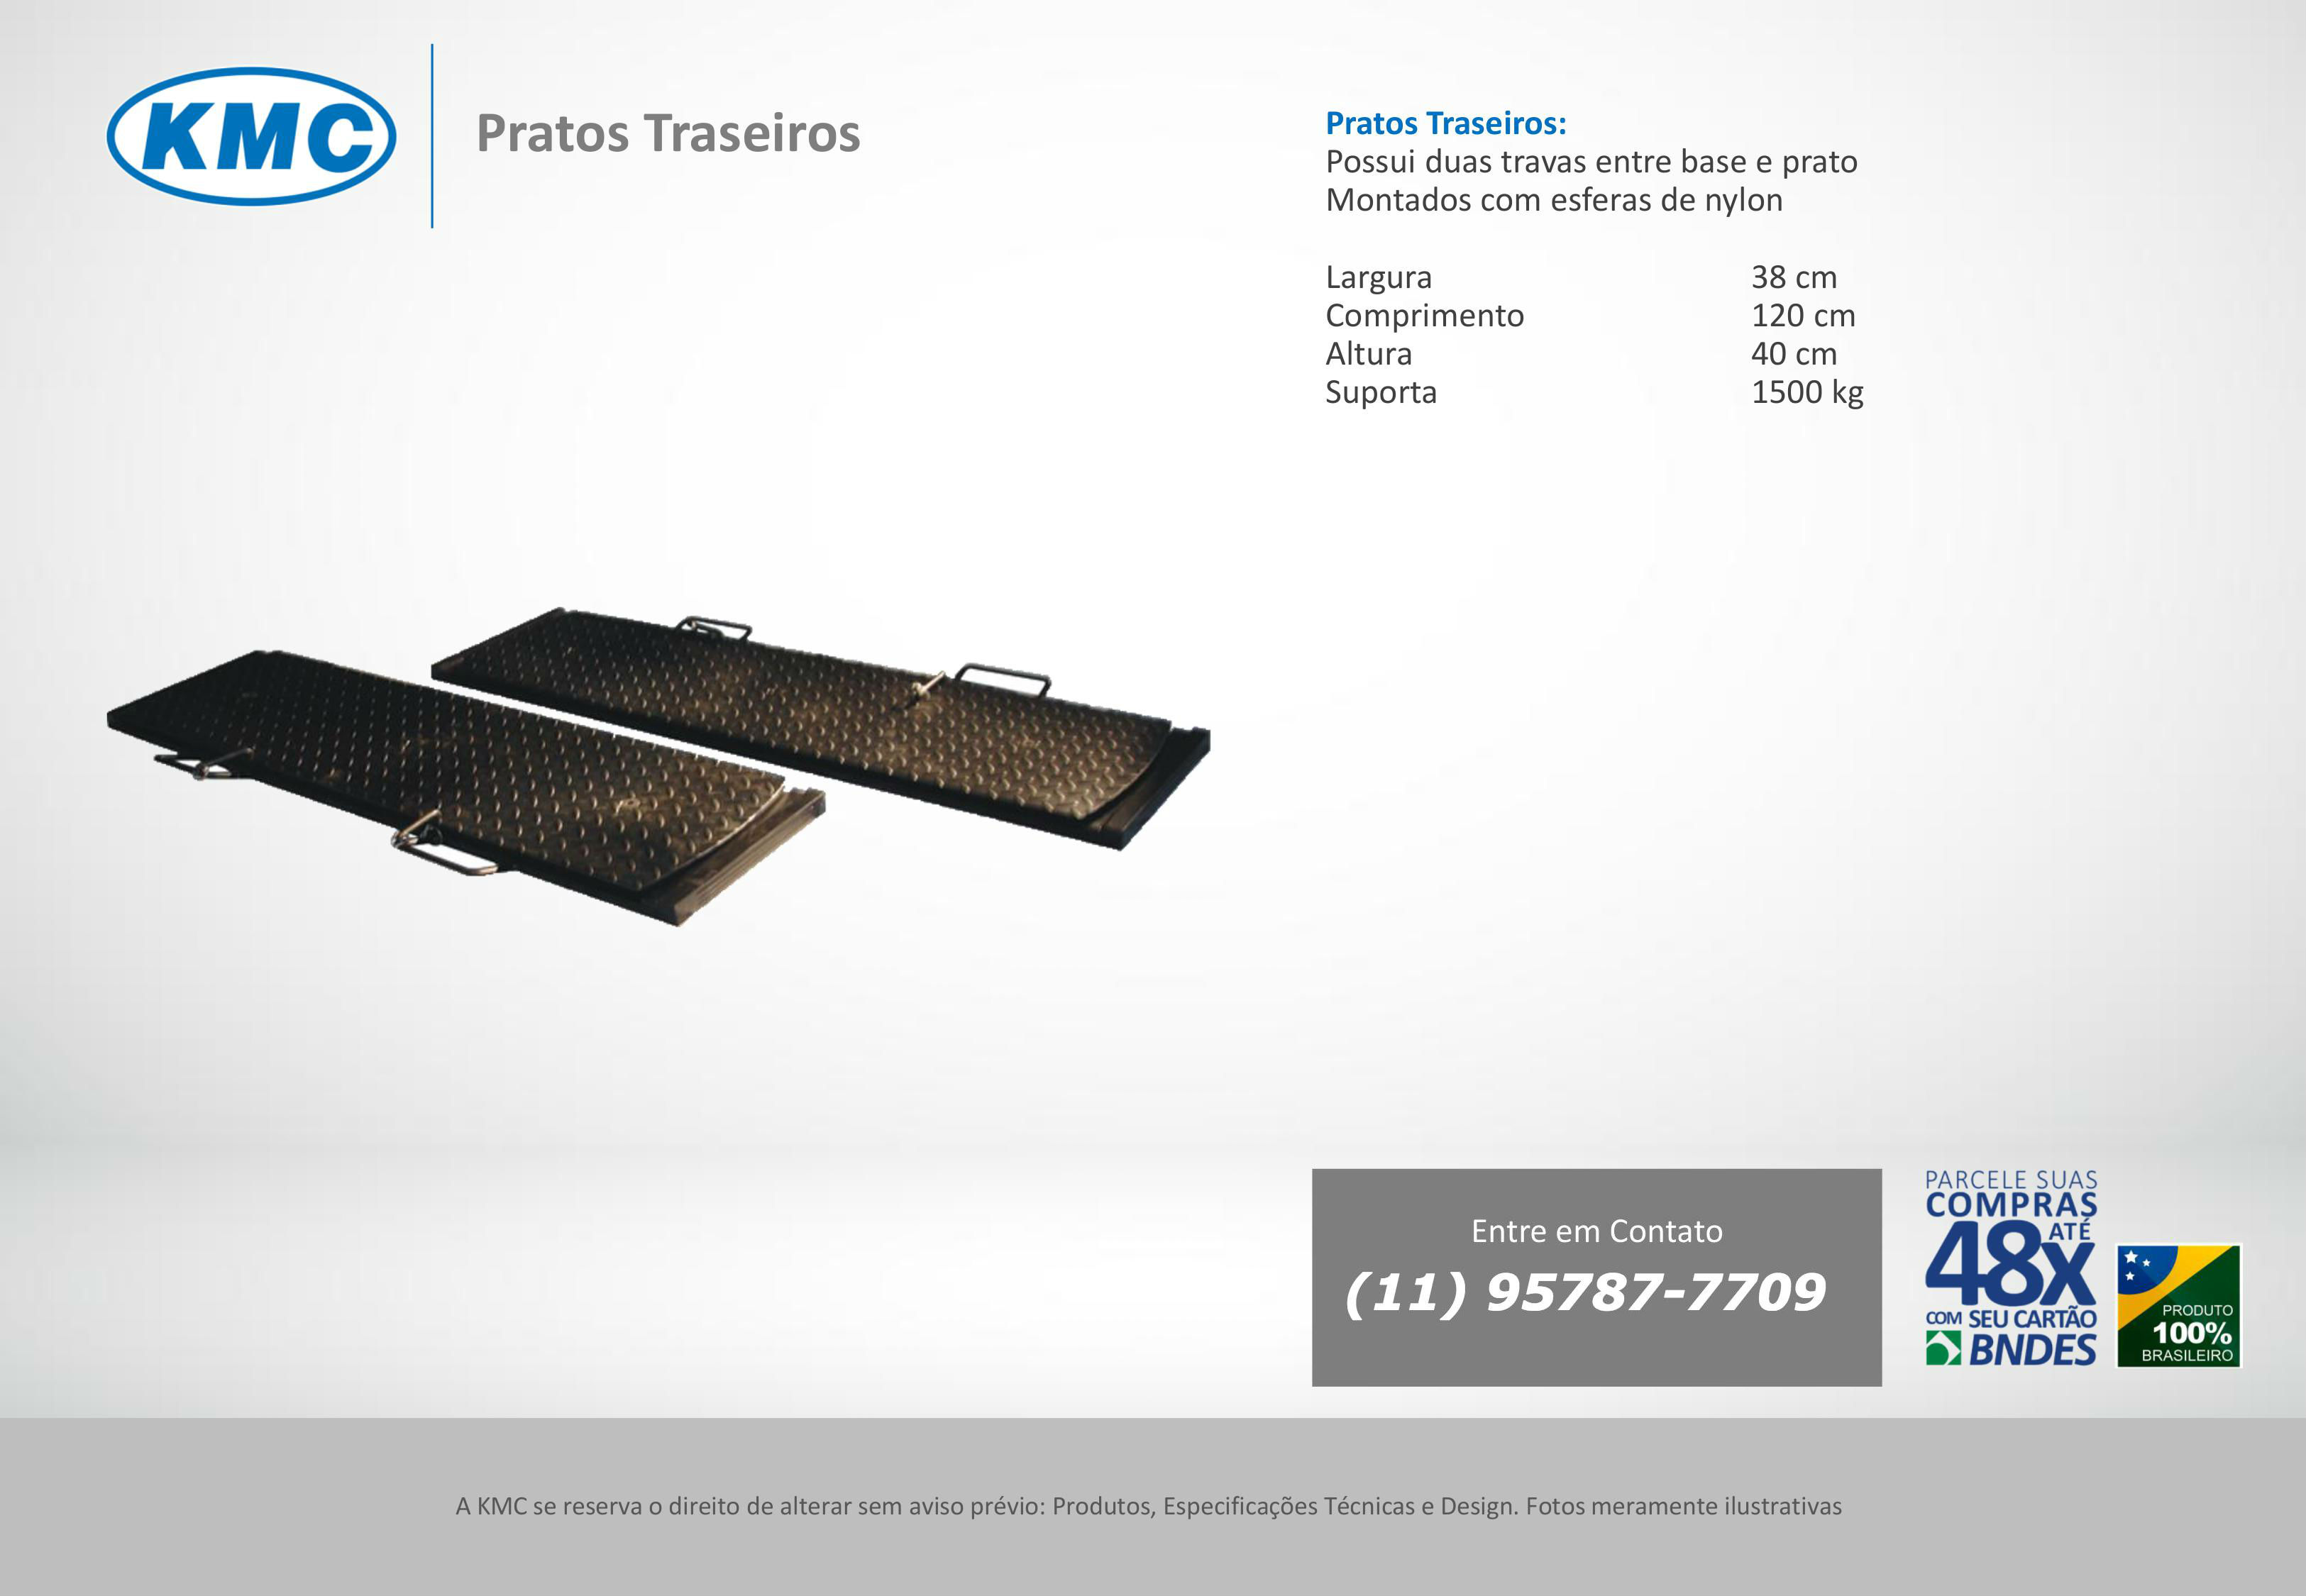 KMC
Pratos Traseiros
Pratos Traseiros:
Possui duas travas entre base e prato
Montados com esferas de nylon
Largura 38 cm
Comprimento 120 cm
Altura 40 cm
Suporta 1500 kg
Entre em Contato
(11) 95787-7709
PARCELE SUAS
COMPRAS
ATÉ
48X
COM SEU CARTÃO
BNDES
PRODUTO
100%
BRASILEIRO
A KMC se reserva o direito de alterar sem aviso prévio: Produtos, Especificações Técnicas e Design. Fotos meramente ilustrativas